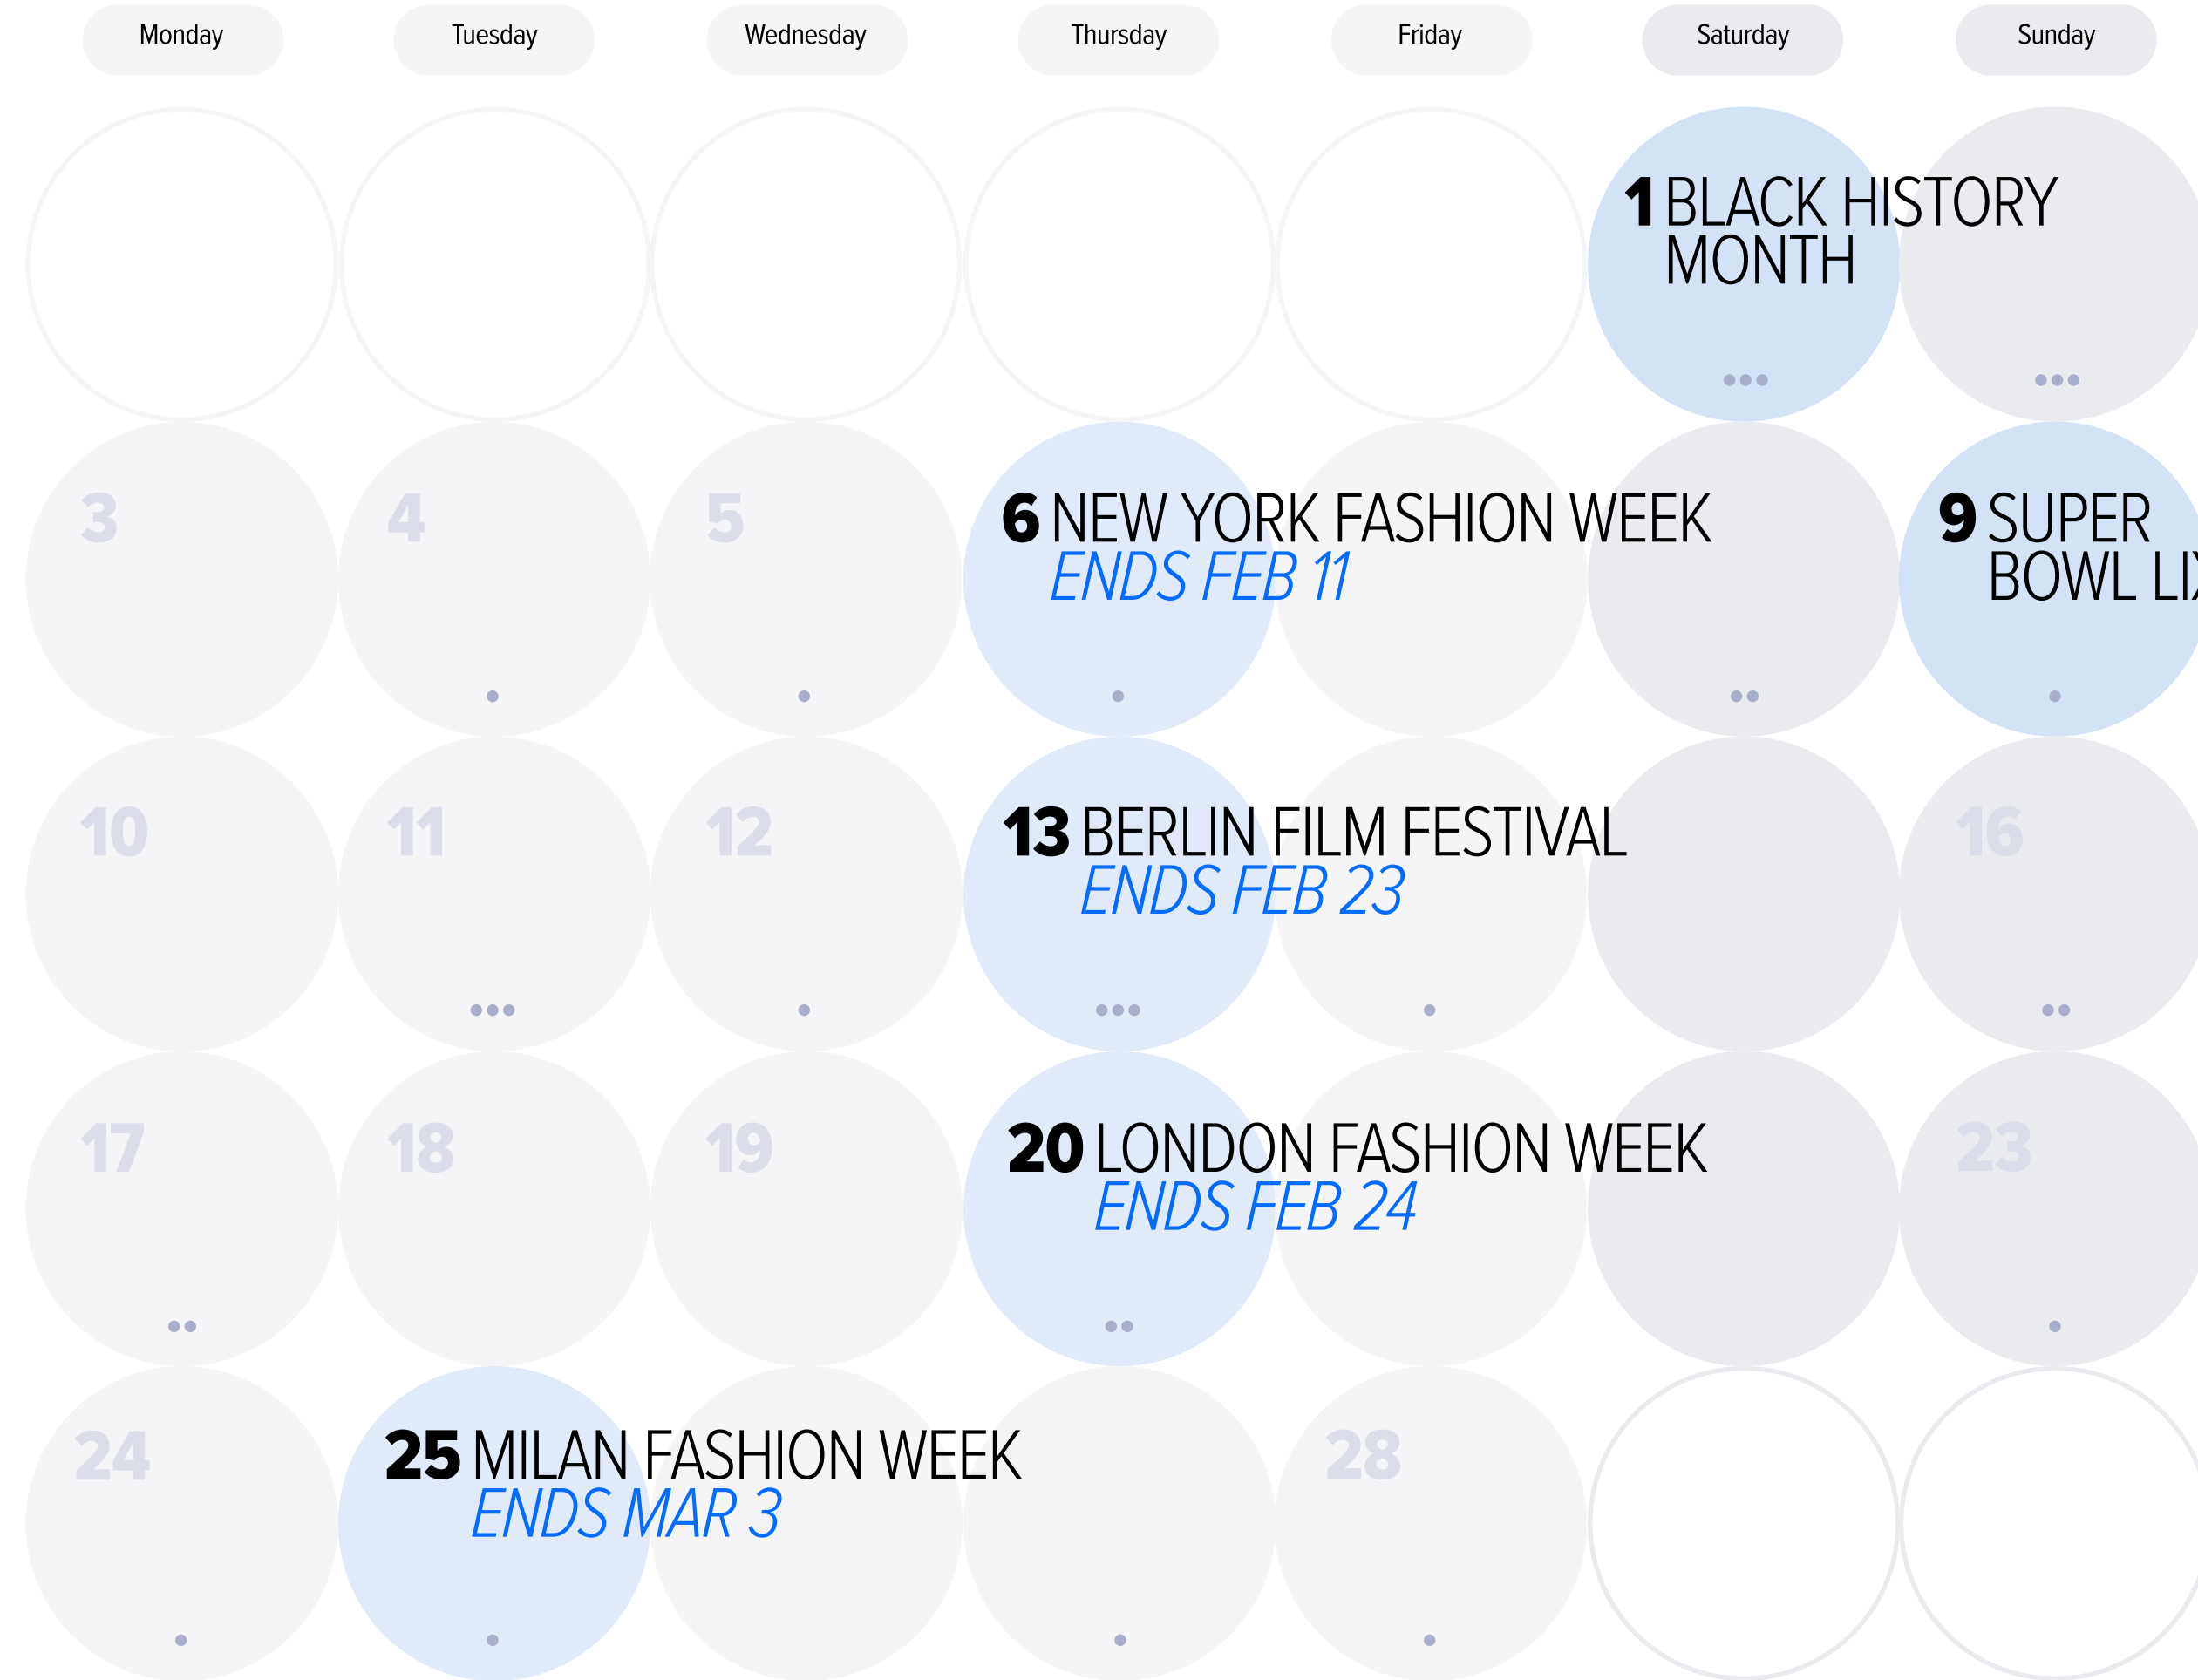 Monday Tuesday Wednesday Thursday Friday Saturday Sunday
1 BLACK HISTORY
MONTH
3 4 5 6 NEW YORK FASHION WEEK 9 SUPER
ENDS FEB 11 BOWL LIX
10 11 12 13 BERLIN FILM FESTIVAL 16
ENDS FEB 23
17 18 19 20 LONDON FASHION WEEK 23
ENDS FEB 24
24 25 MILAN FASHION WEEK 28
ENDS MAR 3